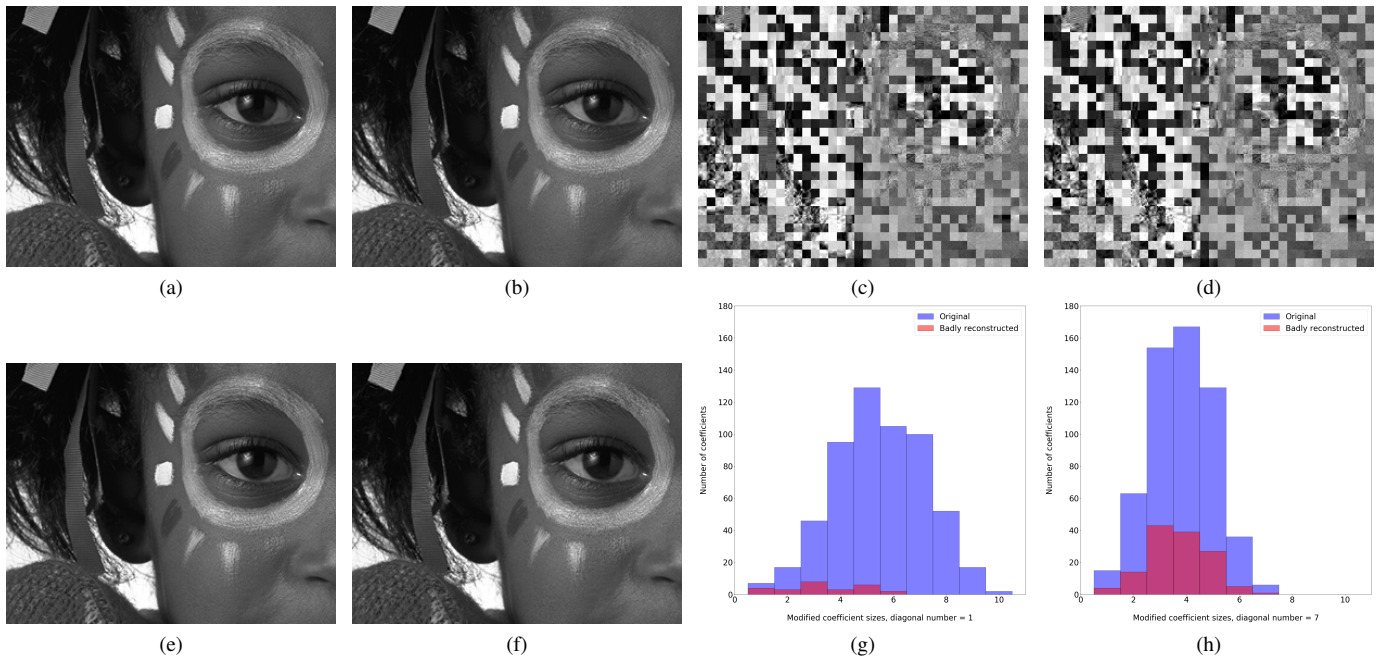 (a)
(b)
(c)
(d)
180
160
140
120
100
80
60
40
20
0
Number of coefficients
Original
Badly reconstructed
0 2 4 6 8 10
Modified coefficient sizes, diagonal number = 1
180
160
140
120
100
80
60
40
20
0
Number of coefficients
Original
Badly reconstructed
0 2 4 6 8 10
Modified coefficient sizes, diagonal number = 7
(e)
(f)
(g)
(h)